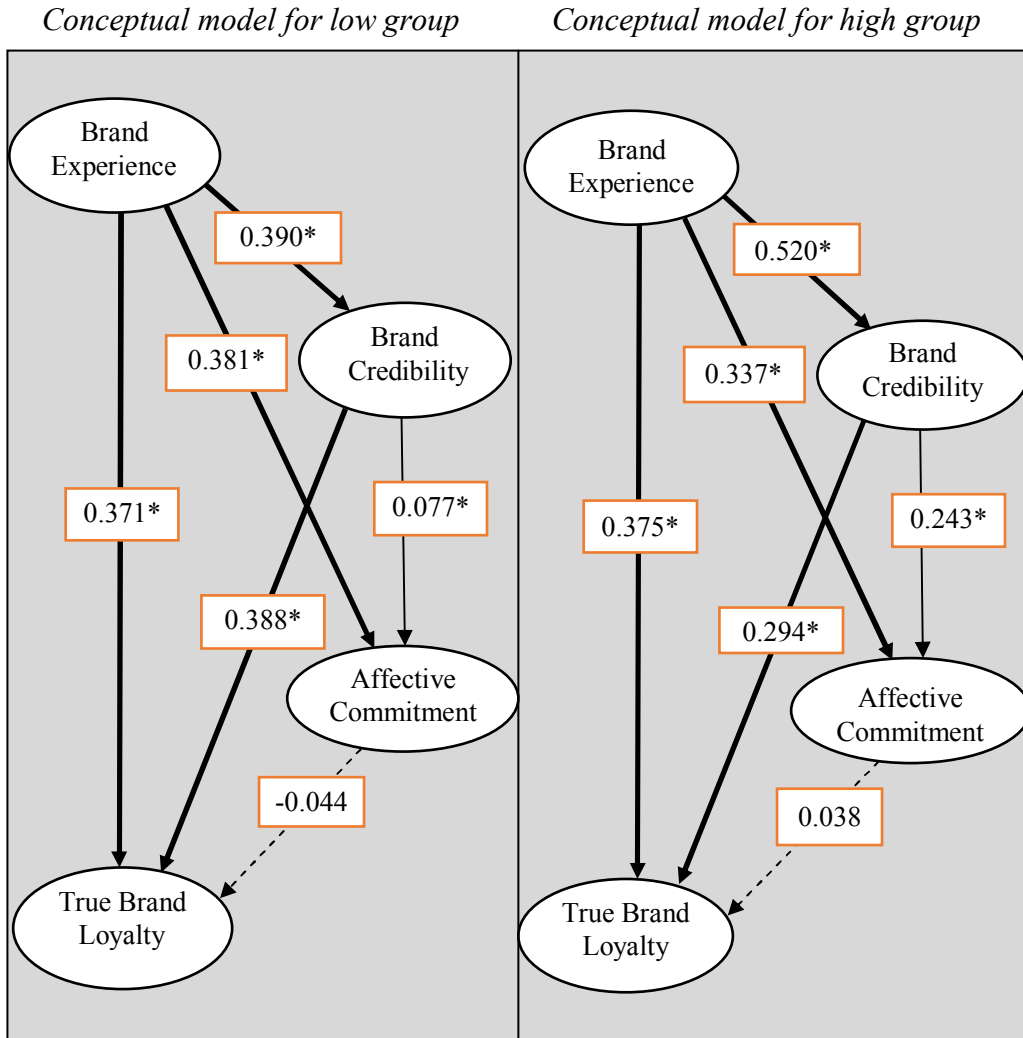 Conceptual model for low group
Brand
Experience
0.390*
0.381*
Brand
Credibility
0.371*
0.077*
0.388*
Affective
Commitment
-0.044
True Brand
Loyalty
Conceptual model for high group
Brand
Experience
0.520*
0.337*
Brand
Credibility
0.375*
0.243*
0.294*
Affective
Commitment
0.038
True Brand
Loyalty